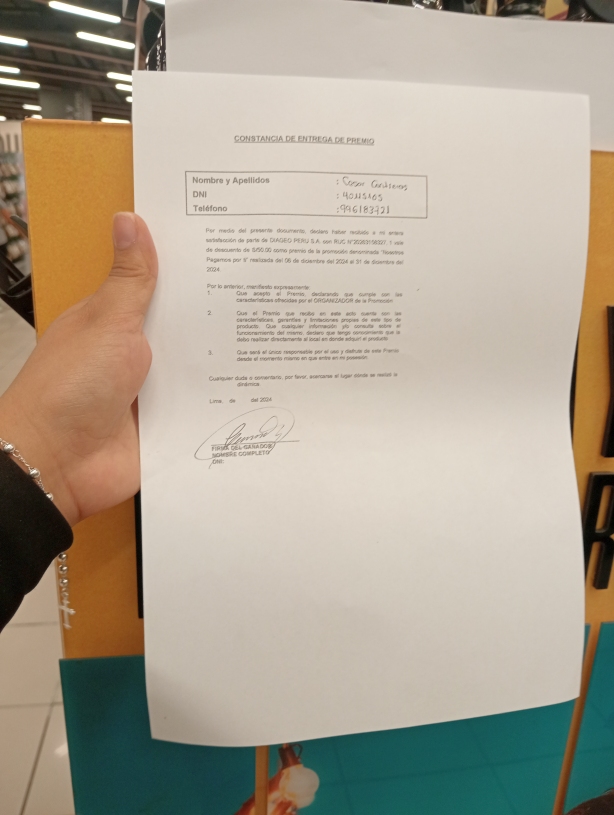 CONSTANCIA DE ENTREGA DE PREMIO
Nombre y Apellidos : Cesar
DNI : 40115105
Teléfono : 996183721
Por medio del presente documento, declaro haber recibido a mi entera
satisfacción de parte de DIAGEO PERU S.A. con RUC 1 vale
de descuento de S/50.00 como premio de la promoción denominada "Nosotros
Pagamos por ti" realizada del 06 de diciembre del 2024 al 31 de diciembre del
2024.
Por lo anterior, manifiesto expresamente:
1. Que acepto el Premio, declarando que cumple con las
características ofrecidas por el ORGANIZADOR de la Promoción.
2. Que el Premio que recibo en este acto cuenta con las
características, garantías y limitaciones propias de este tipo de
producto. Que cualquier información y/o consulta sobre el
funcionamiento del mismo, declaro que tengo conocimiento que la
debo realizar directamente al local en donde adquirí el producto.
3. Que seré el único responsable por el uso y disfrute de este Premio
desde el momento mismo en que entra en mi posesión.
Cualquier duda o comentario, por favor, acercarse al lugar donde se realizó la
dinámica.
Lima, de del 2024
FIRMA DEL GANADOR
NOMBRE COMPLETO
DNI:
R